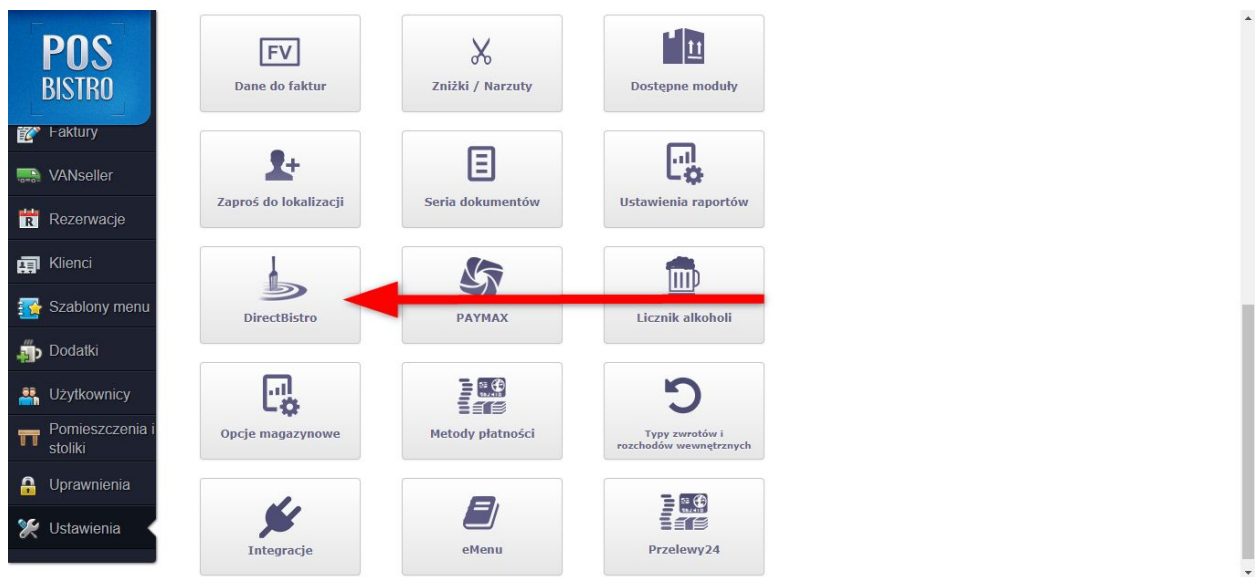 POS
BISTRO
Faktury
VANseller
Rezerwacje
Klienci
Szablony menu
Dodatki
Użytkownicy
Pomieszczenia i
stoliki
Uprawnienia
Ustawienia
FV
Dane do faktur
Zniżki / Narzuty
Dostępne moduły
Zaproś do lokalizacji
Seria dokumentów
Ustawienia raportów
DirectBistro
PAYMAX
Licznik alkoholi
Opcje magazynowe
Metody płatności
Typy zwrotów i
rozchodów wewnętrznych
Integracje
eMenu
Przelewy24